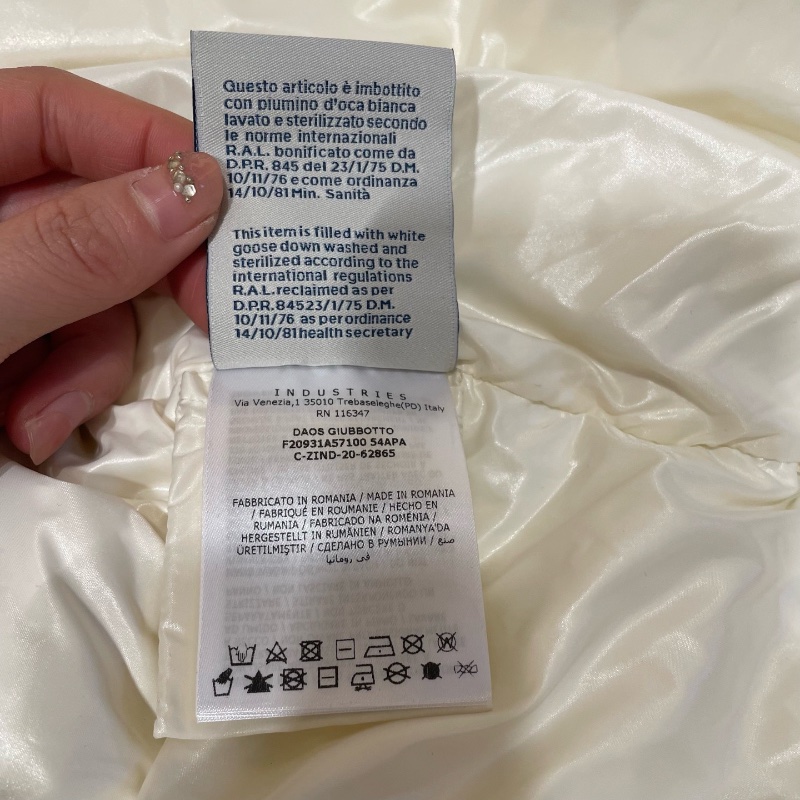 Questo articolo è imbottito
con piumino d'oca bianca
lavato e sterilizzato secondo
le norme internazionali
R.A.L. bonificato come da
D.P.R. 845 del 23/1/75 D.M.
10/11/76 e come ordinanza
14/10/81 Min. Sanità
This item is filled with white
goose down washed and
sterilized according to the
international regulations
R.A.L. reclaimed as per
D.P.R. 84523/1/75 D.M.
10/11/76 as per ordinance
14/10/81 health secretary
INDUSTRIES
Via Venezia,1 35010 Trebaseleghe(PD) Italy
RN 116347
DAOS GIUBBOTTO
F20931A57100 54APA
C-ZIND-20-62865
FABBRICATO IN ROMANIA / MADE IN ROMANIA
/ FABRIQUÉ EN ROUMANIE / HECHO EN
RUMANIA / FABRICADO NA ROMÉNIA /
HERGESTELLT IN RUMÄNIEN / ROMANYA'DA
ÜRETILMIŞTIR / СДЕЛАНО В РУМЫНИИ / صنع
في رومانيا